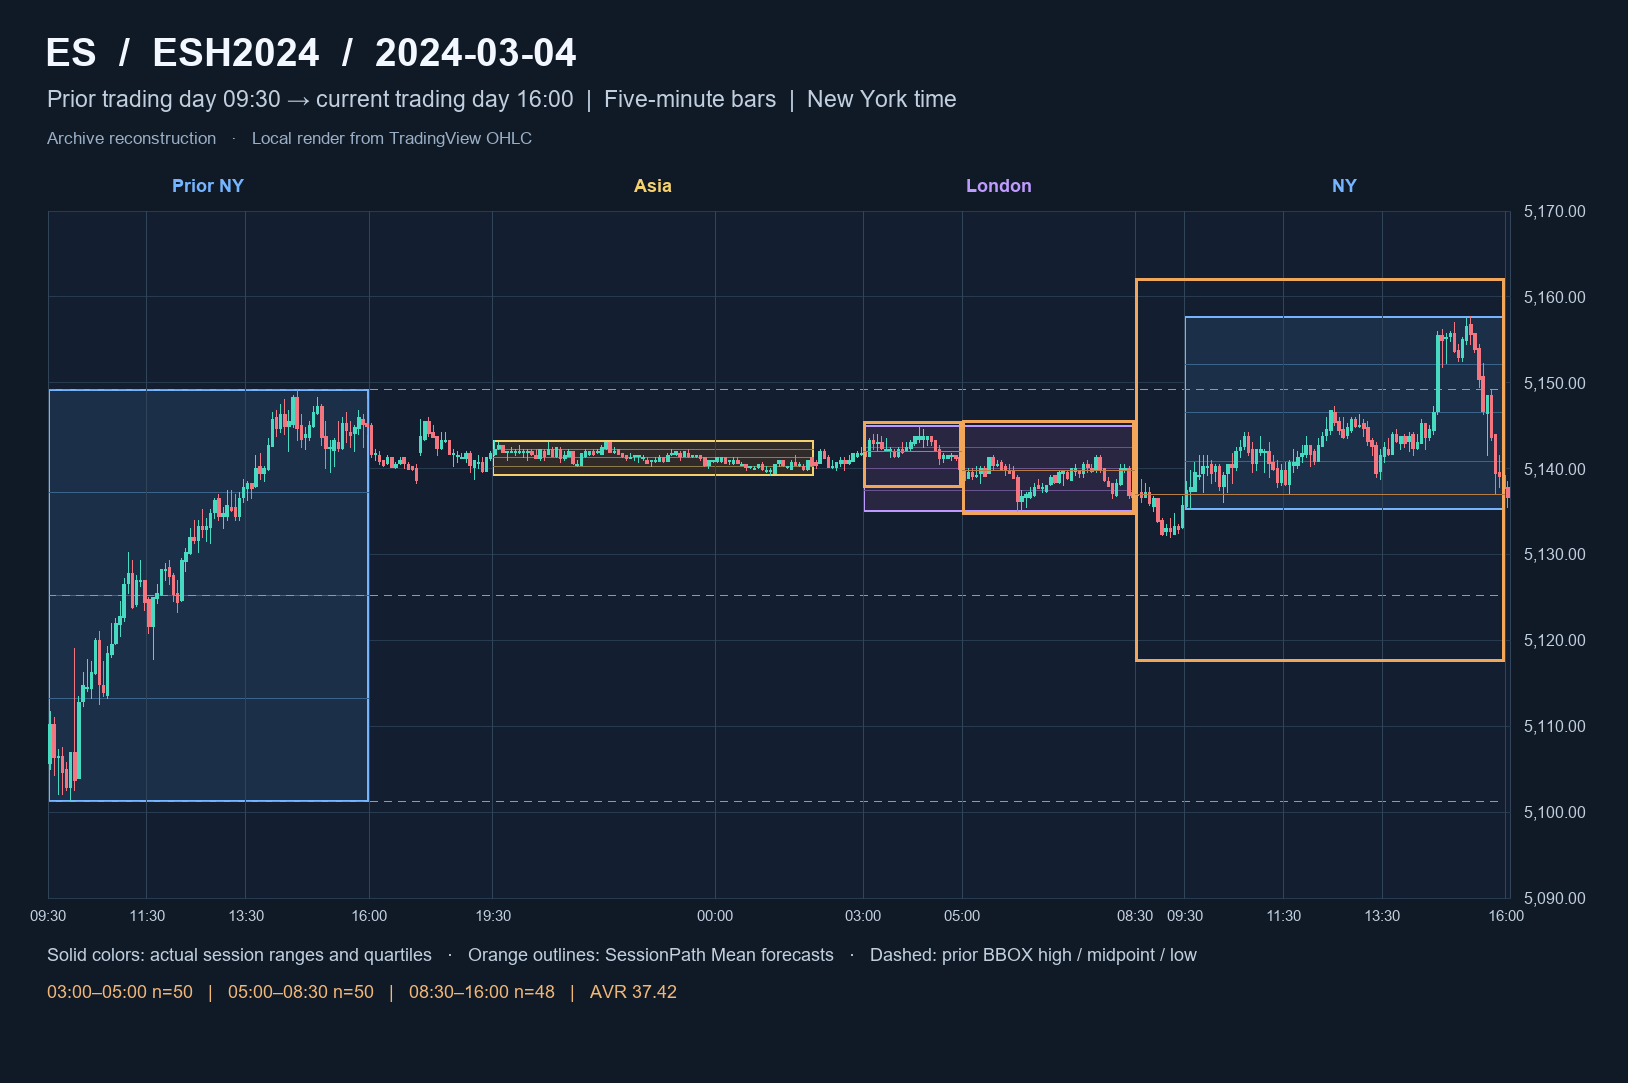 ES / ESH2024 / 2024-03-04
Prior trading day 09:30 → current trading day 16:00 | Five-minute bars | New York time
Archive reconstruction · Local render from TradingView OHLC
Prior NY Asia London NY
5,170.00
5,160.00
5,150.00
5,140.00
5,130.00
5,120.00
5,110.00
5,100.00
5,090.00
09:30 11:30 13:30 16:00 19:30 00:00 03:00 05:00 08:30 09:30 11:30 13:30 16:00
Solid colors: actual session ranges and quartiles · Orange outlines: SessionPath Mean forecasts · Dashed: prior BBOX high / midpoint / low
03:00–05:00 n=50 | 05:00–08:30 n=50 | 08:30–16:00 n=48 | AVR 37.42